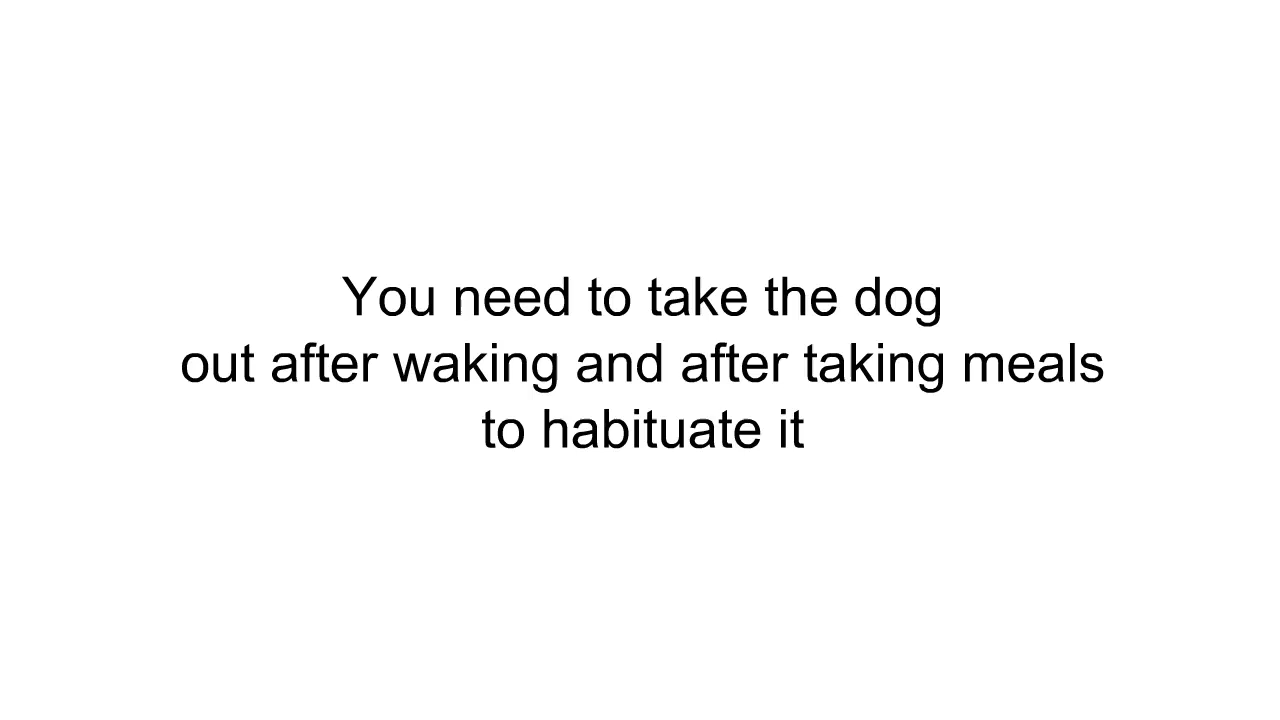 You need to take the dog
out after waking and after taking meals
to habituate it